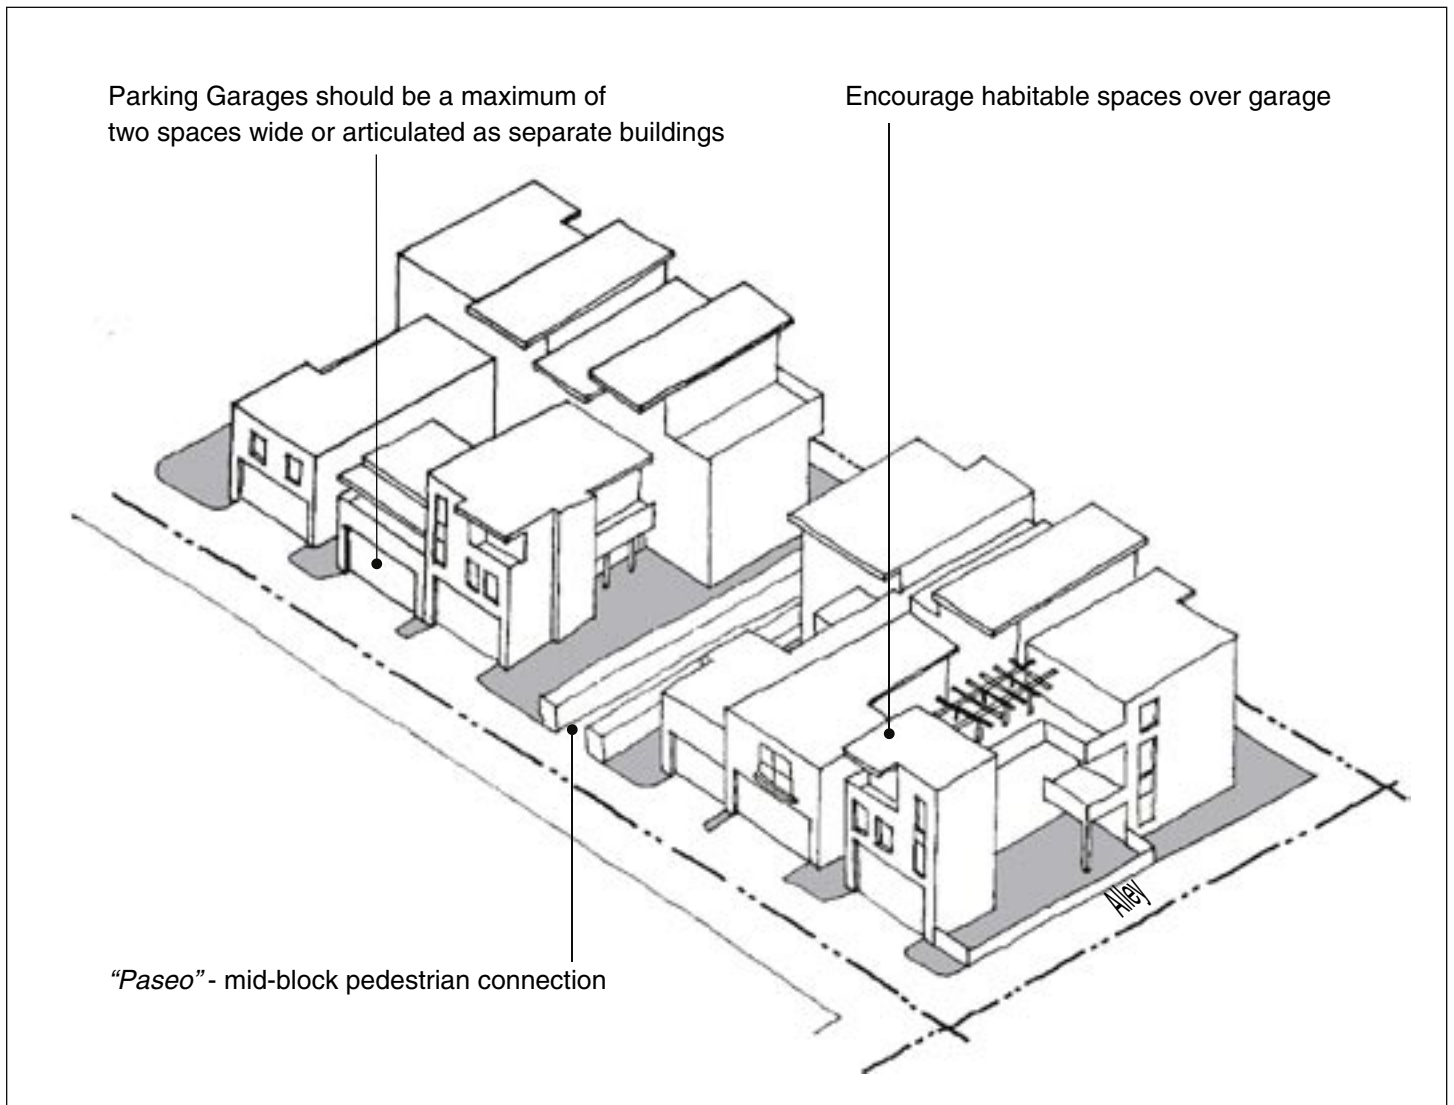 Parking Garages should be a maximum of
two spaces wide or articulated as separate buildings
Encourage habitable spaces over garage
Alley
“Paseo” - mid-block pedestrian connection